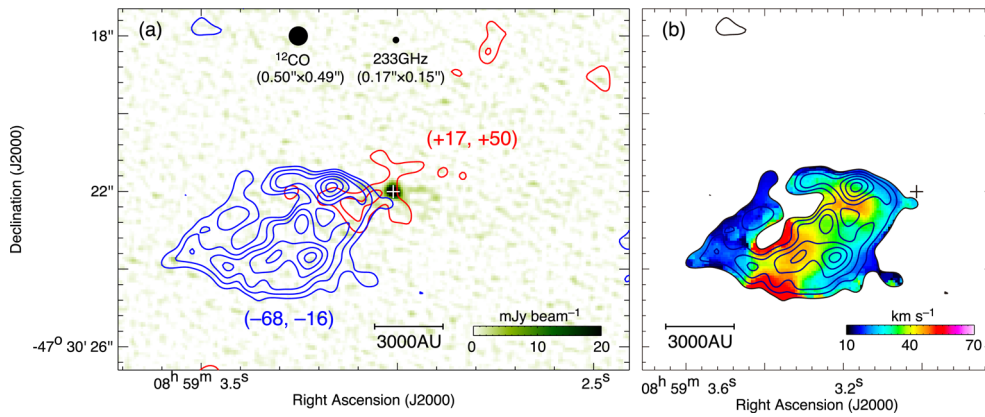 (a)
18"
¹²CO
(0.50"×0.49")
233GHz
(0.17"×0.15")
(+17, +50)
22"
(−68, −16)
3000AU
mJy beam⁻¹
0 10 20
-47° 30' 26"
08ʰ 59ᵐ 3.5ˢ
2.5ˢ
Right Ascension (J2000)
Declination (J2000)
(b)
3000AU
km s⁻¹
10 40 70
08ʰ 59ᵐ 3.6ˢ
3.2ˢ
Right Ascension (J2000)